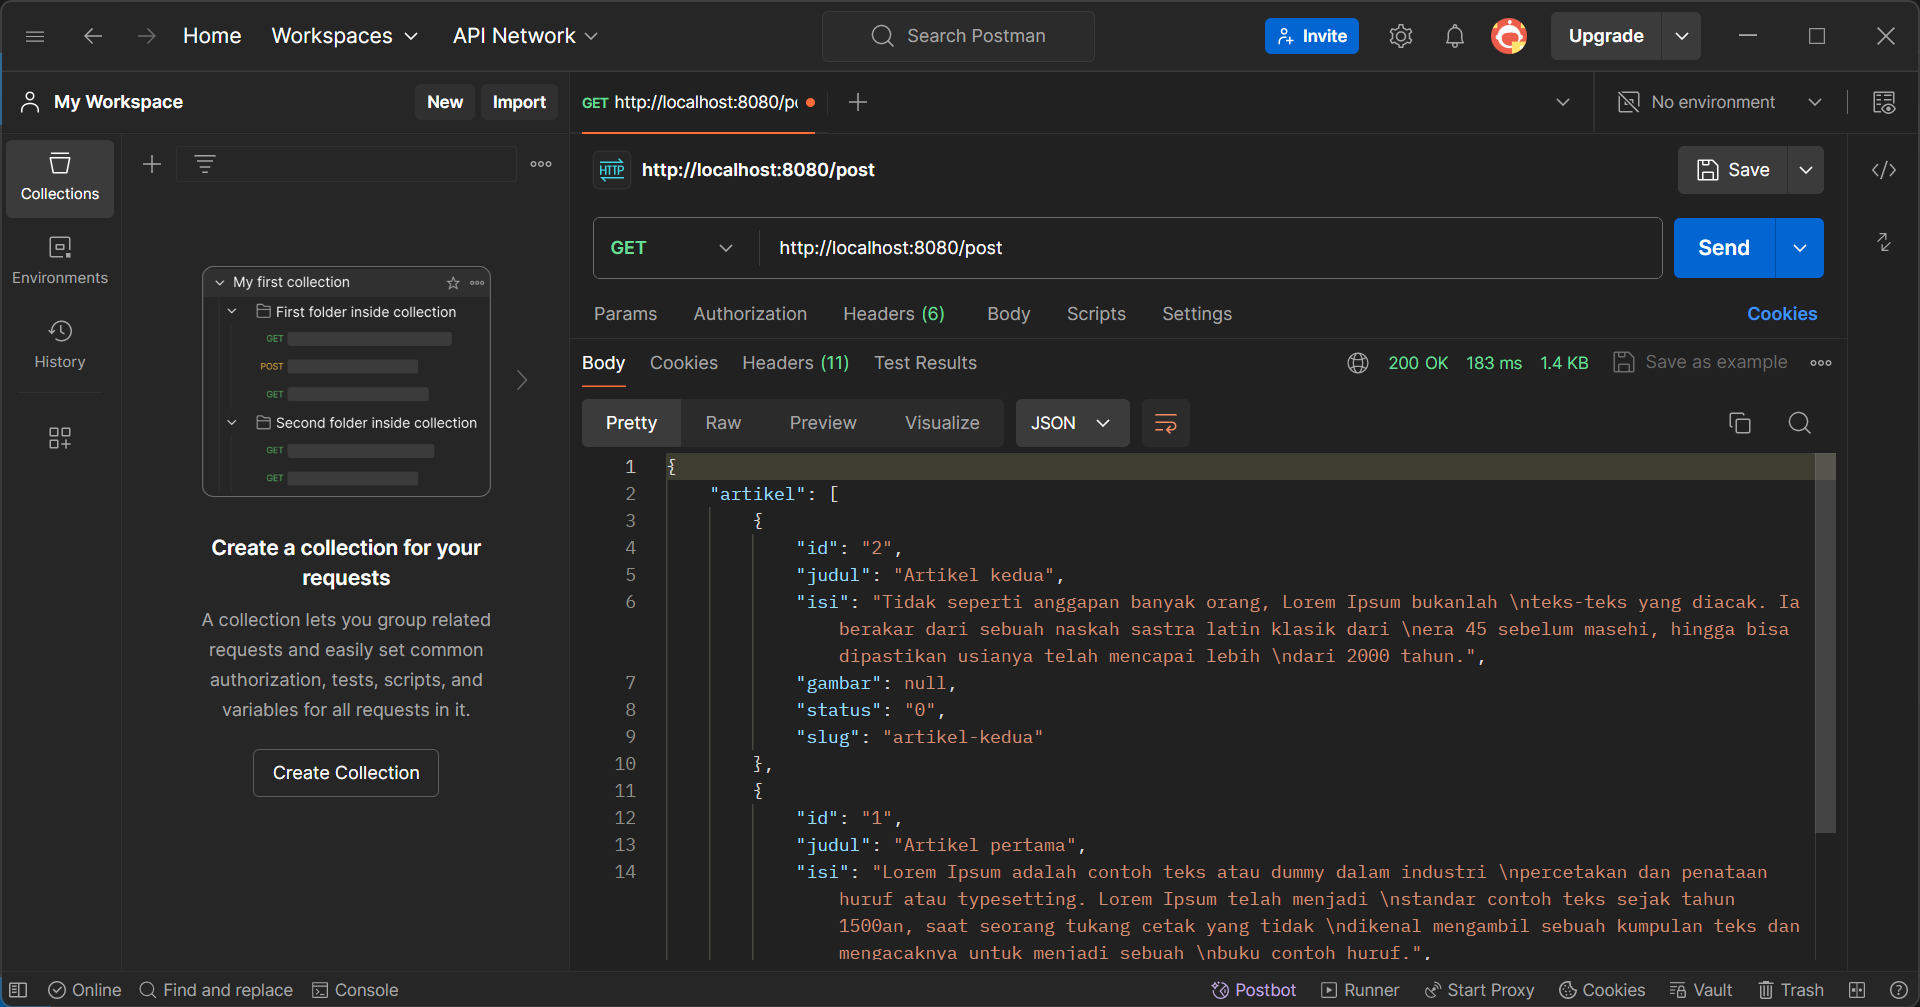 Home Workspaces API Network Search Postman Invite Upgrade
My Workspace New Import GET http://localhost:8080/p No environment
Collections
Environments
History
My first collection
First folder inside collection
GET
POST
GET
Second folder inside collection
GET
GET
Create a collection for your
requests
A collection lets you group related
requests and easily set common
authorization, tests, scripts, and
variables for all requests in it.
Create Collection
HTTP http://localhost:8080/post Save
GET http://localhost:8080/post Send
Params Authorization Headers (6) Body Scripts Settings Cookies
Body Cookies Headers (11) Test Results 200 OK 183 ms 1.4 KB Save as example
Pretty Raw Preview Visualize JSON
1 {
2 "artikel": [
3 {
4 "id": "2",
5 "judul": "Artikel kedua",
6 "isi": "Tidak seperti anggapan banyak orang, Lorem Ipsum bukanlah \nteks-teks yang diacak. Ia
berakar dari sebuah naskah sastra latin klasik dari \nera 45 sebelum masehi, hingga bisa
dipastikan usianya telah mencapai lebih \ndari 2000 tahun.",
7 "gambar": null,
8 "status": "0",
9 "slug": "artikel-kedua"
10 },
11 {
12 "id": "1",
13 "judul": "Artikel pertama",
14 "isi": "Lorem Ipsum adalah contoh teks atau dummy dalam industri \npercetakan dan penataan
huruf atau typesetting. Lorem Ipsum telah menjadi \nstandar contoh teks sejak tahun
1500an, saat seorang tukang cetak yang tidak \ndikenal mengambil sebuah kumpulan teks dan
mengacaknya untuk menjadi sebuah \nbuku contoh huruf.",
Online Find and replace Console Postbot Runner Start Proxy Cookies Vault Trash